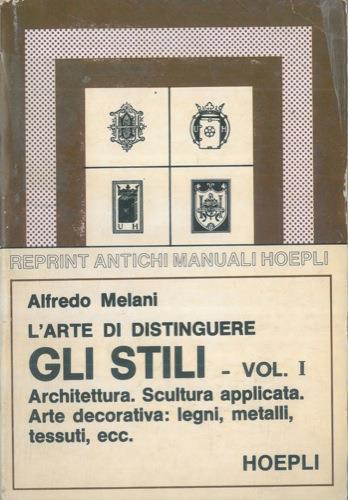 UH
REPRINT ANTICHI MANUALI HOEPLI
Alfredo Melani
L'ARTE DI DISTINGUERE
GLI STILI - VOL. I
Architettura. Scultura applicata.
Arte decorativa: legni, metalli,
tessuti, ecc.
HOEPLI